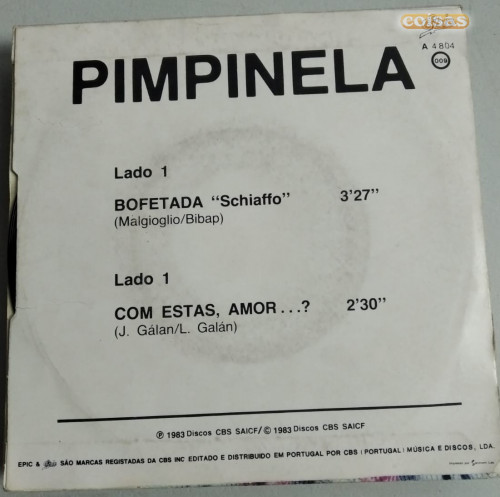 coisas
A 4804
009
PIMPINELA
Lado 1
BOFETADA "Schiaffo" 3'27"
(Malgioglio/Bibap)
Lado 1
COM ESTAS, AMOR...? 2'30"
(J. Gálan/L. Galán)
Ⓟ 1983 Discos CBS SAICF/ © 1983 Discos CBS SAICF
EPIC & SÃO MARCAS REGISTADAS DA CBS INC EDITADO E DISTRIBUIDO EM PORTUGAL POR CBS (PORTUGAL) MÚSICA E DISCOS, LDA.